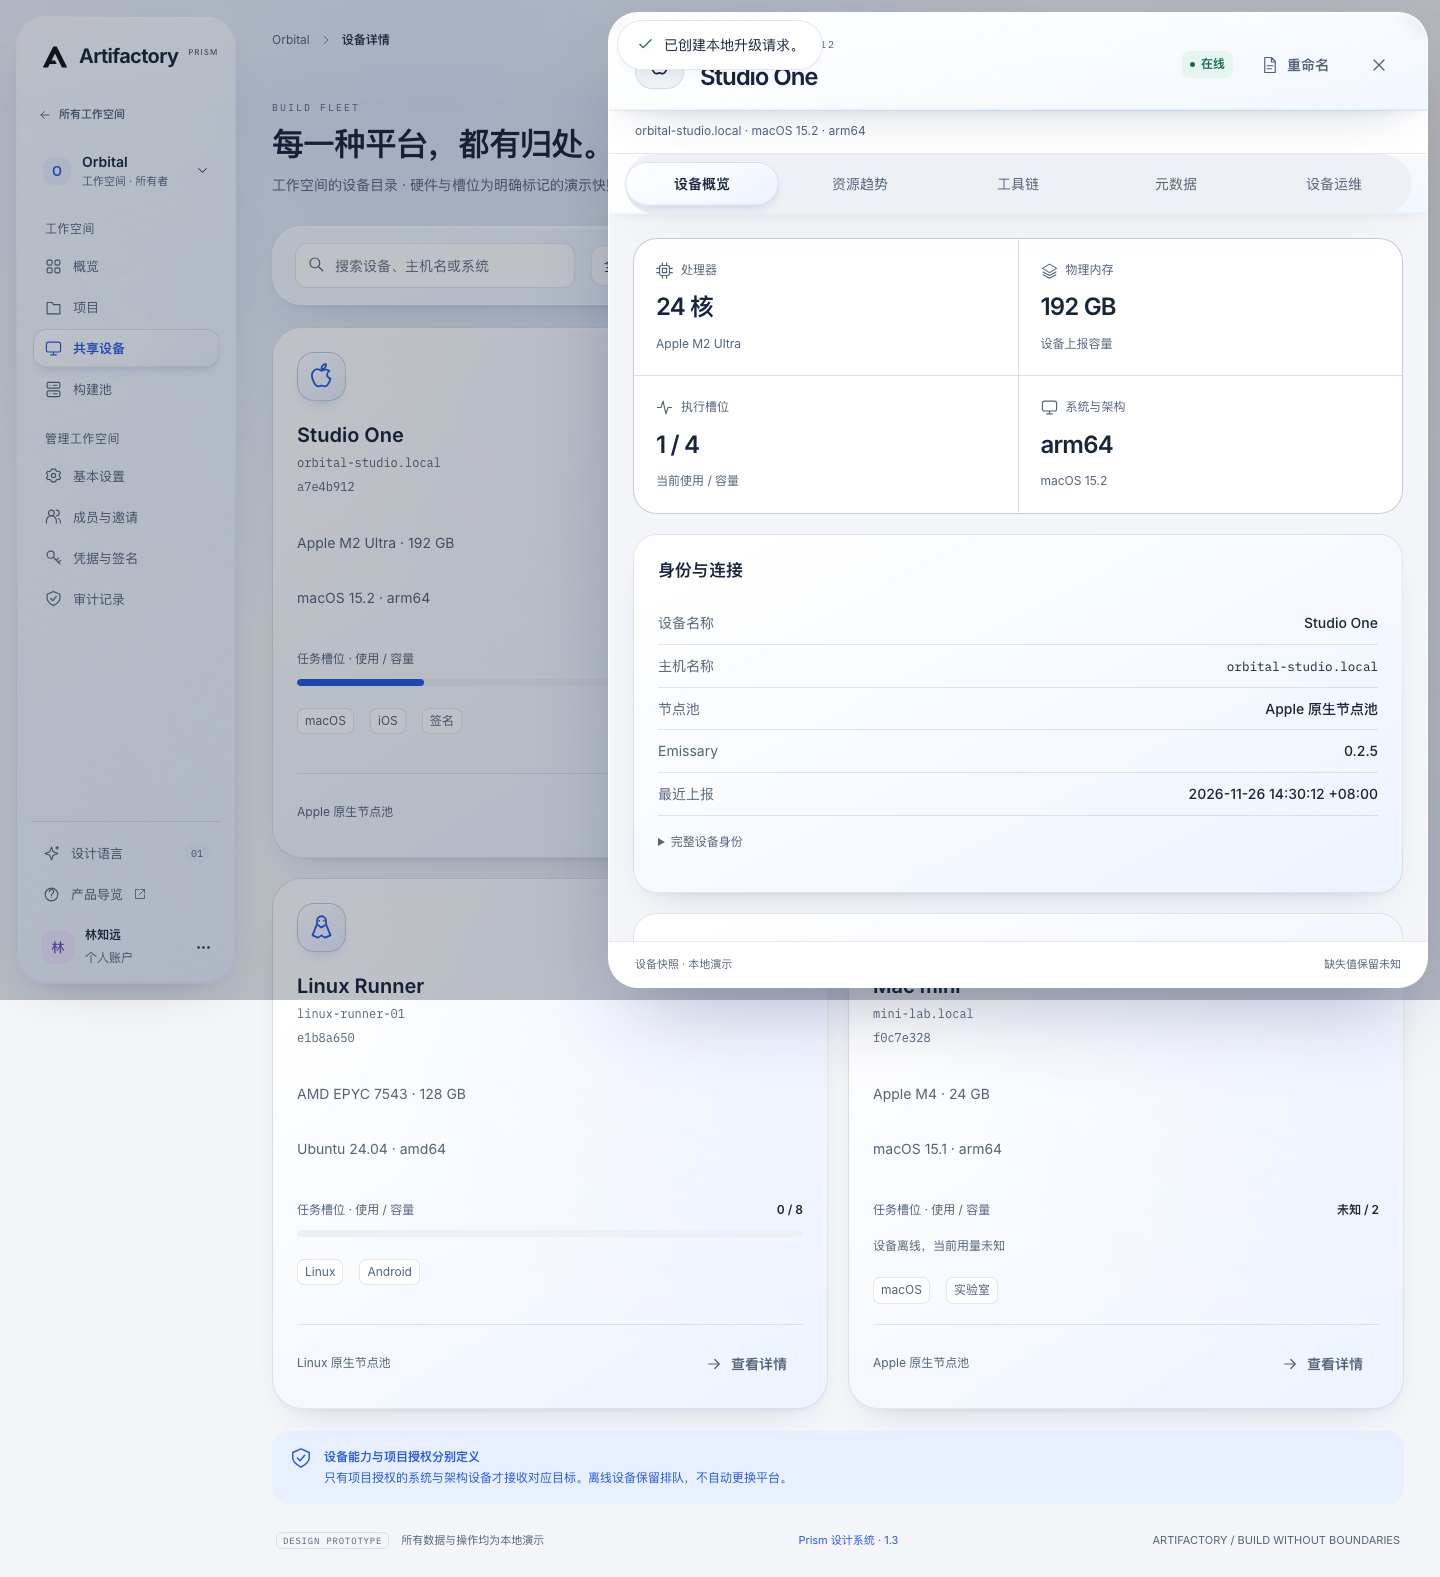 Artifactory PRISM
所有工作空间
O
Orbital
工作空间 · 所有者
工作空间
概览
项目
共享设备
构建池
管理工作空间
基本设置
成员与邀请
凭据与签名
审计记录
设计语言 01
产品导览
林
林知远
个人账户
Orbital 设备详情
BUILD FLEET
每一种平台，都有归处。
工作空间的设备目录 · 硬件与槽位为明确标记的演示快
搜索设备、主机名或系统
Studio One
orbital-studio.local
a7e4b912
Apple M2 Ultra · 192 GB
macOS 15.2 · arm64
任务槽位 · 使用 / 容量
macOS iOS 签名
Apple 原生节点池
已创建本地升级请求。
12
Studio One
在线
重命名
orbital-studio.local · macOS 15.2 · arm64
设备概览 资源趋势 工具链 元数据 设备运维
处理器
24 核
Apple M2 Ultra
物理内存
192 GB
设备上报容量
执行槽位
1 / 4
当前使用 / 容量
系统与架构
arm64
macOS 15.2
身份与连接
设备名称 Studio One
主机名称 orbital-studio.local
节点池 Apple 原生节点池
Emissary 0.2.5
最近上报 2026-11-26 14:30:12 +08:00
完整设备身份
设备快照 · 本地演示 缺失值保留未知
Linux Runner
linux-runner-01
e1b8a650
AMD EPYC 7543 · 128 GB
Ubuntu 24.04 · amd64
任务槽位 · 使用 / 容量 0 / 8
Linux Android
Linux 原生节点池 查看详情
Mac mini
mini-lab.local
f0c7e328
Apple M4 · 24 GB
macOS 15.1 · arm64
任务槽位 · 使用 / 容量 未知 / 2
设备离线，当前用量未知
macOS 实验室
Apple 原生节点池 查看详情
设备能力与项目授权分别定义
只有项目授权的系统与架构设备才接收对应目标。离线设备保留排队，不自动更换平台。
DESIGN PROTOTYPE 所有数据与操作均为本地演示 Prism 设计系统 · 1.3 ARTIFACTORY / BUILD WITHOUT BOUNDARIES